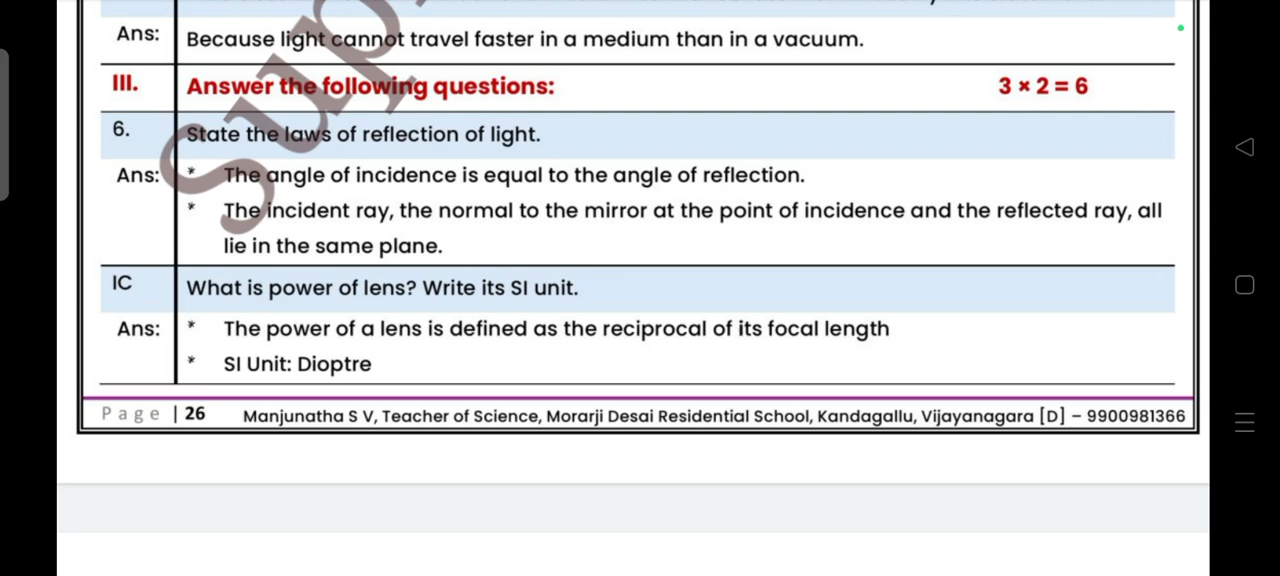 Ans: Because light cannot travel faster in a medium than in a vacuum.
III. Answer the following questions: 3 × 2 = 6
6. State the laws of reflection of light.
Ans: * The angle of incidence is equal to the angle of reflection.
* The incident ray, the normal to the mirror at the point of incidence and the reflected ray, all
lie in the same plane.
IC What is power of lens? Write its SI unit.
Ans: * The power of a lens is defined as the reciprocal of its focal length
* SI Unit: Dioptre
Page | 26 Manjunatha S V, Teacher of Science, Morarji Desai Residential School, Kandagallu, Vijayanagara [D] – 9900981366
Sup